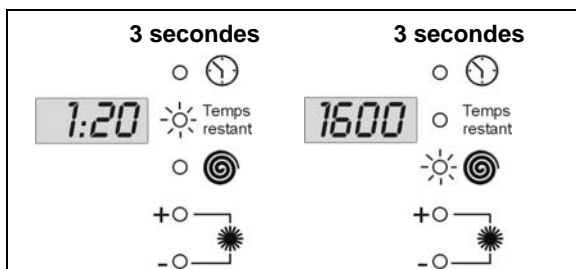 3 secondes
1:20
Temps
restant
+
-
3 secondes
1600
Temps
restant
+
-